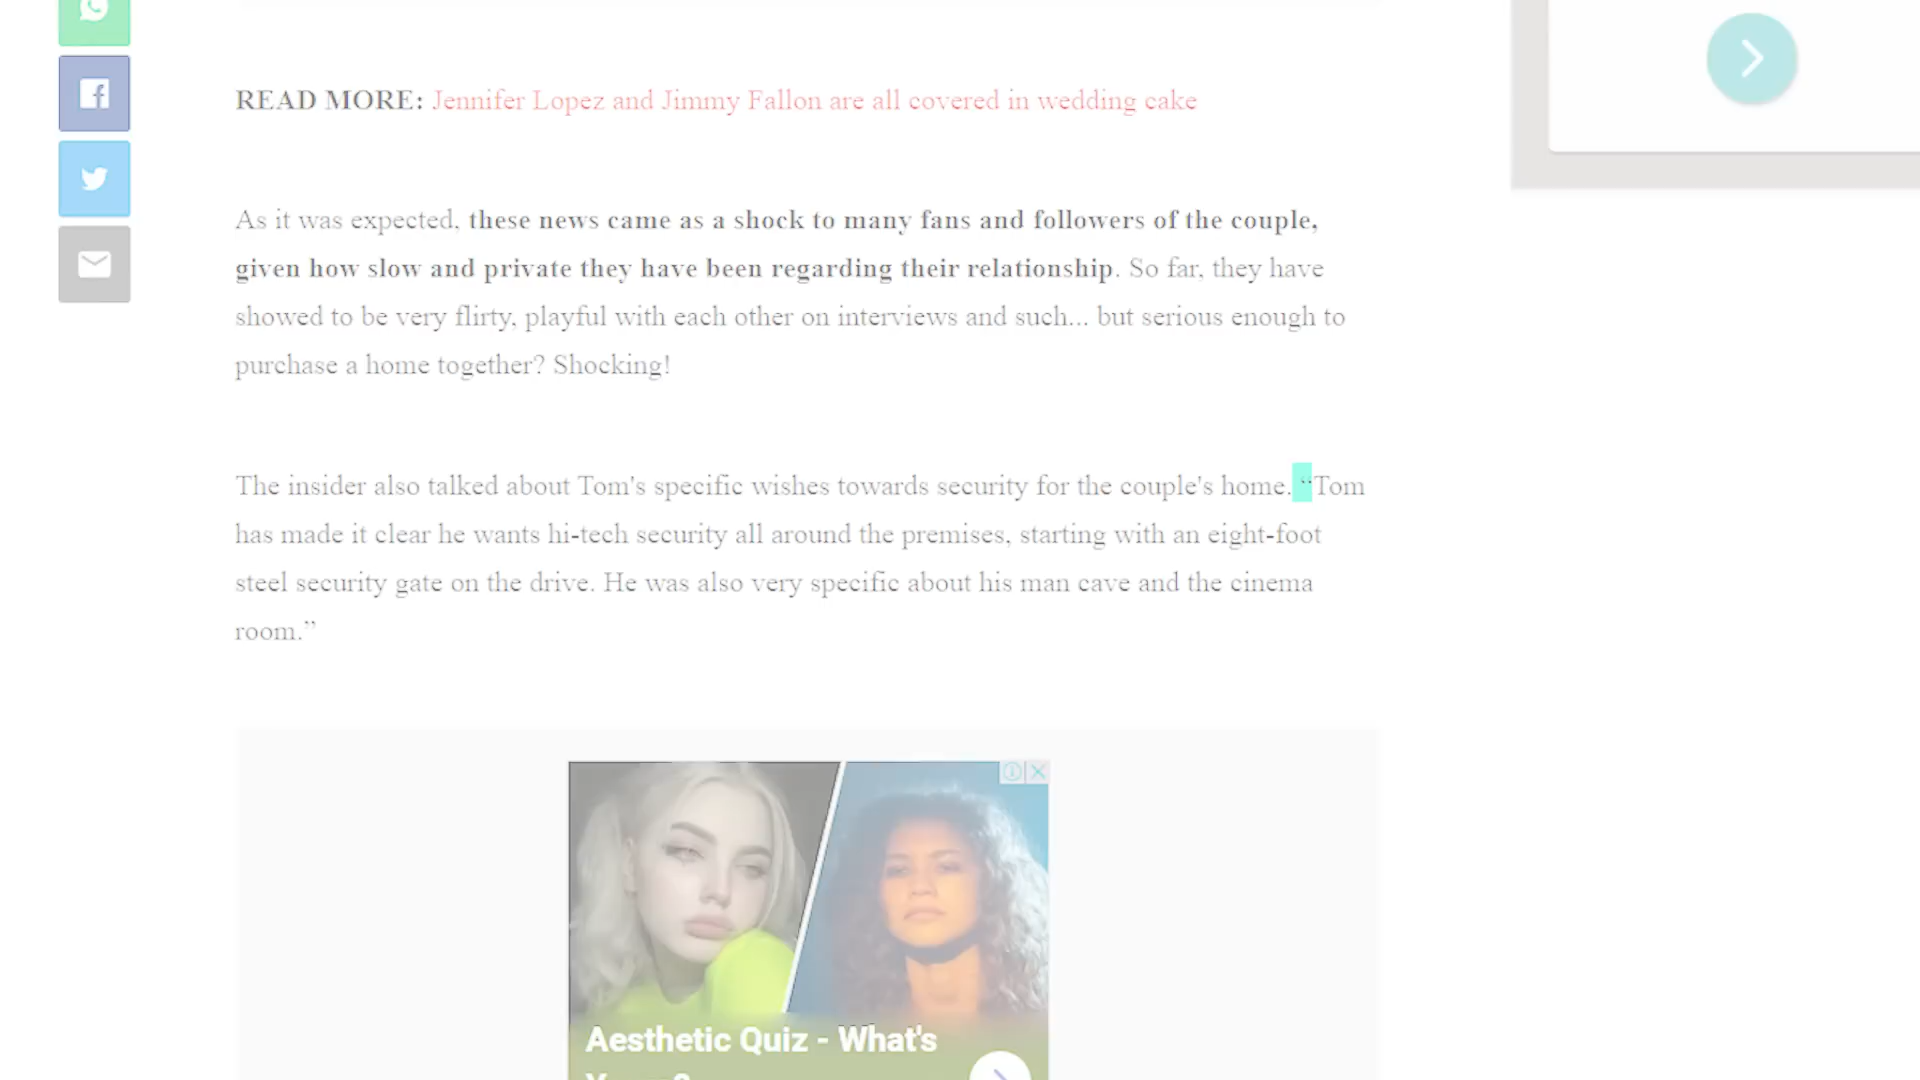 READ MORE: Jennifer Lopez and Jimmy Fallon are all covered in wedding cake
As it was expected, these news came as a shock to many fans and followers of the couple,
given how slow and private they have been regarding their relationship. So far, they have
showed to be very flirty, playful with each other on interviews and such... but serious enough to
purchase a home together? Shocking!
The insider also talked about Tom's specific wishes towards security for the couple's home. “Tom
has made it clear he wants hi-tech security all around the premises, starting with an eight-foot
steel security gate on the drive. He was also very specific about his man cave and the cinema
room.”
Aesthetic Quiz - What's